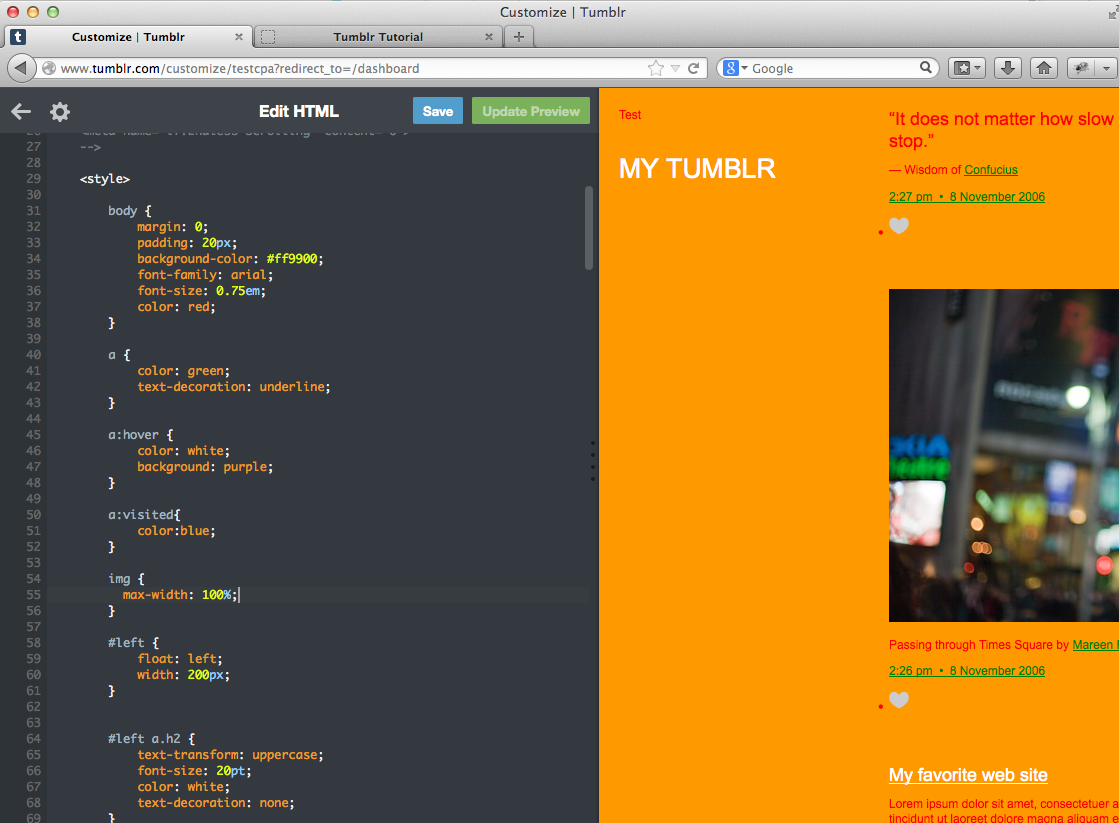 Customize | Tumblr
t Customize | Tumblr × Tumblr Tutorial × +
www.tumblr.com/customize/testcpa?redirect_to=/dashboard
8 Google
Edit HTML
Save
Update Preview
27 -->
28
29 <style>
30
31 body {
32 margin: 0;
33 padding: 20px;
34 background-color: #ff9900;
35 font-family: arial;
36 font-size: 0.75em;
37 color: red;
38 }
39
40 a {
41 color: green;
42 text-decoration: underline;
43 }
44
45 a:hover {
46 color: white;
47 background: purple;
48 }
49
50 a:visited{
51 color:blue;
52 }
53
54 img {
55 max-width: 100%;
56 }
57
58 #left {
59 float: left;
60 width: 200px;
61 }
62
63
64 #left a.h2 {
65 text-transform: uppercase;
66 font-size: 20pt;
67 color: white;
68 text-decoration: none;
69 }
Test
MY TUMBLR
“It does not matter how slow
stop.”
— Wisdom of Confucius
2:27 pm • 8 November 2006
Passing through Times Square by Mareen
2:26 pm • 8 November 2006
My favorite web site
Lorem ipsum dolor sit amet, consectetuer a
tincidunt ut laoreet dolore magna aliquam e